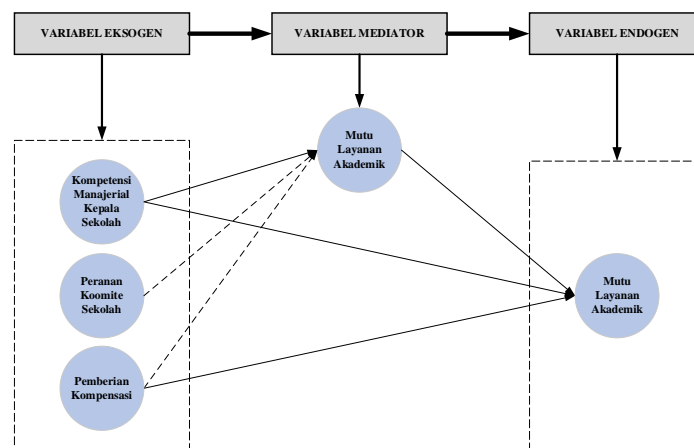 VARIABEL EKSOGEN
VARIABEL MEDIATOR
VARIABEL ENDOGEN
Mutu
Layanan
Akademik
Kompetensi
Manajerial
Kepala
Sekolah
Peranan
Koomite
Sekolah
Pemberian
Kompensasi
Mutu
Layanan
Akademik